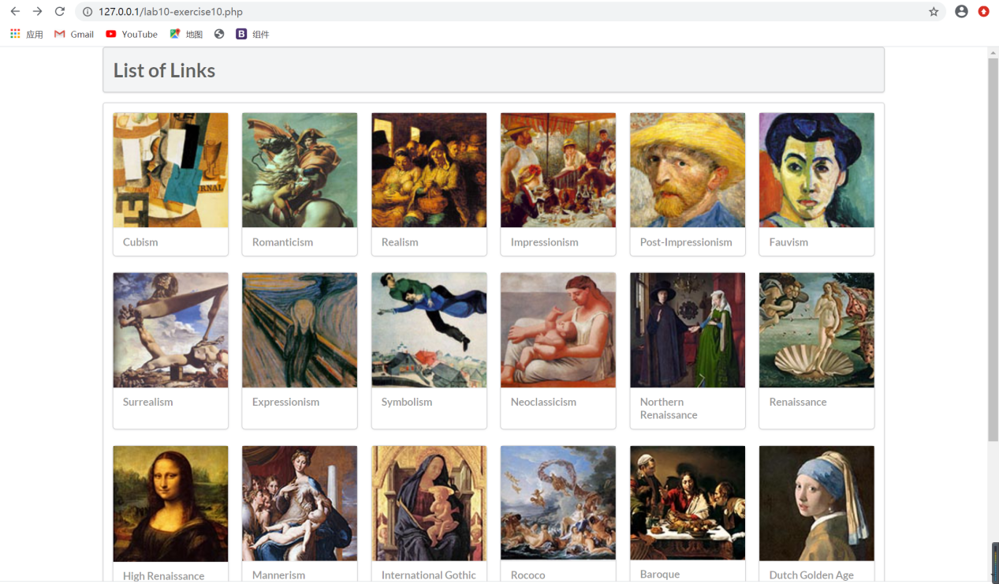 127.0.0.1/lab10-exercise10.php
应用 Gmail YouTube 地图 B 组件
List of Links
JRNAL
Cubism Romanticism Realism Impressionism Post-Impressionism Fauvism
Surrealism Expressionism Symbolism Neoclassicism Northern Renaissance Renaissance
High Renaissance Mannerism International Gothic Rococo Baroque Dutch Golden Age